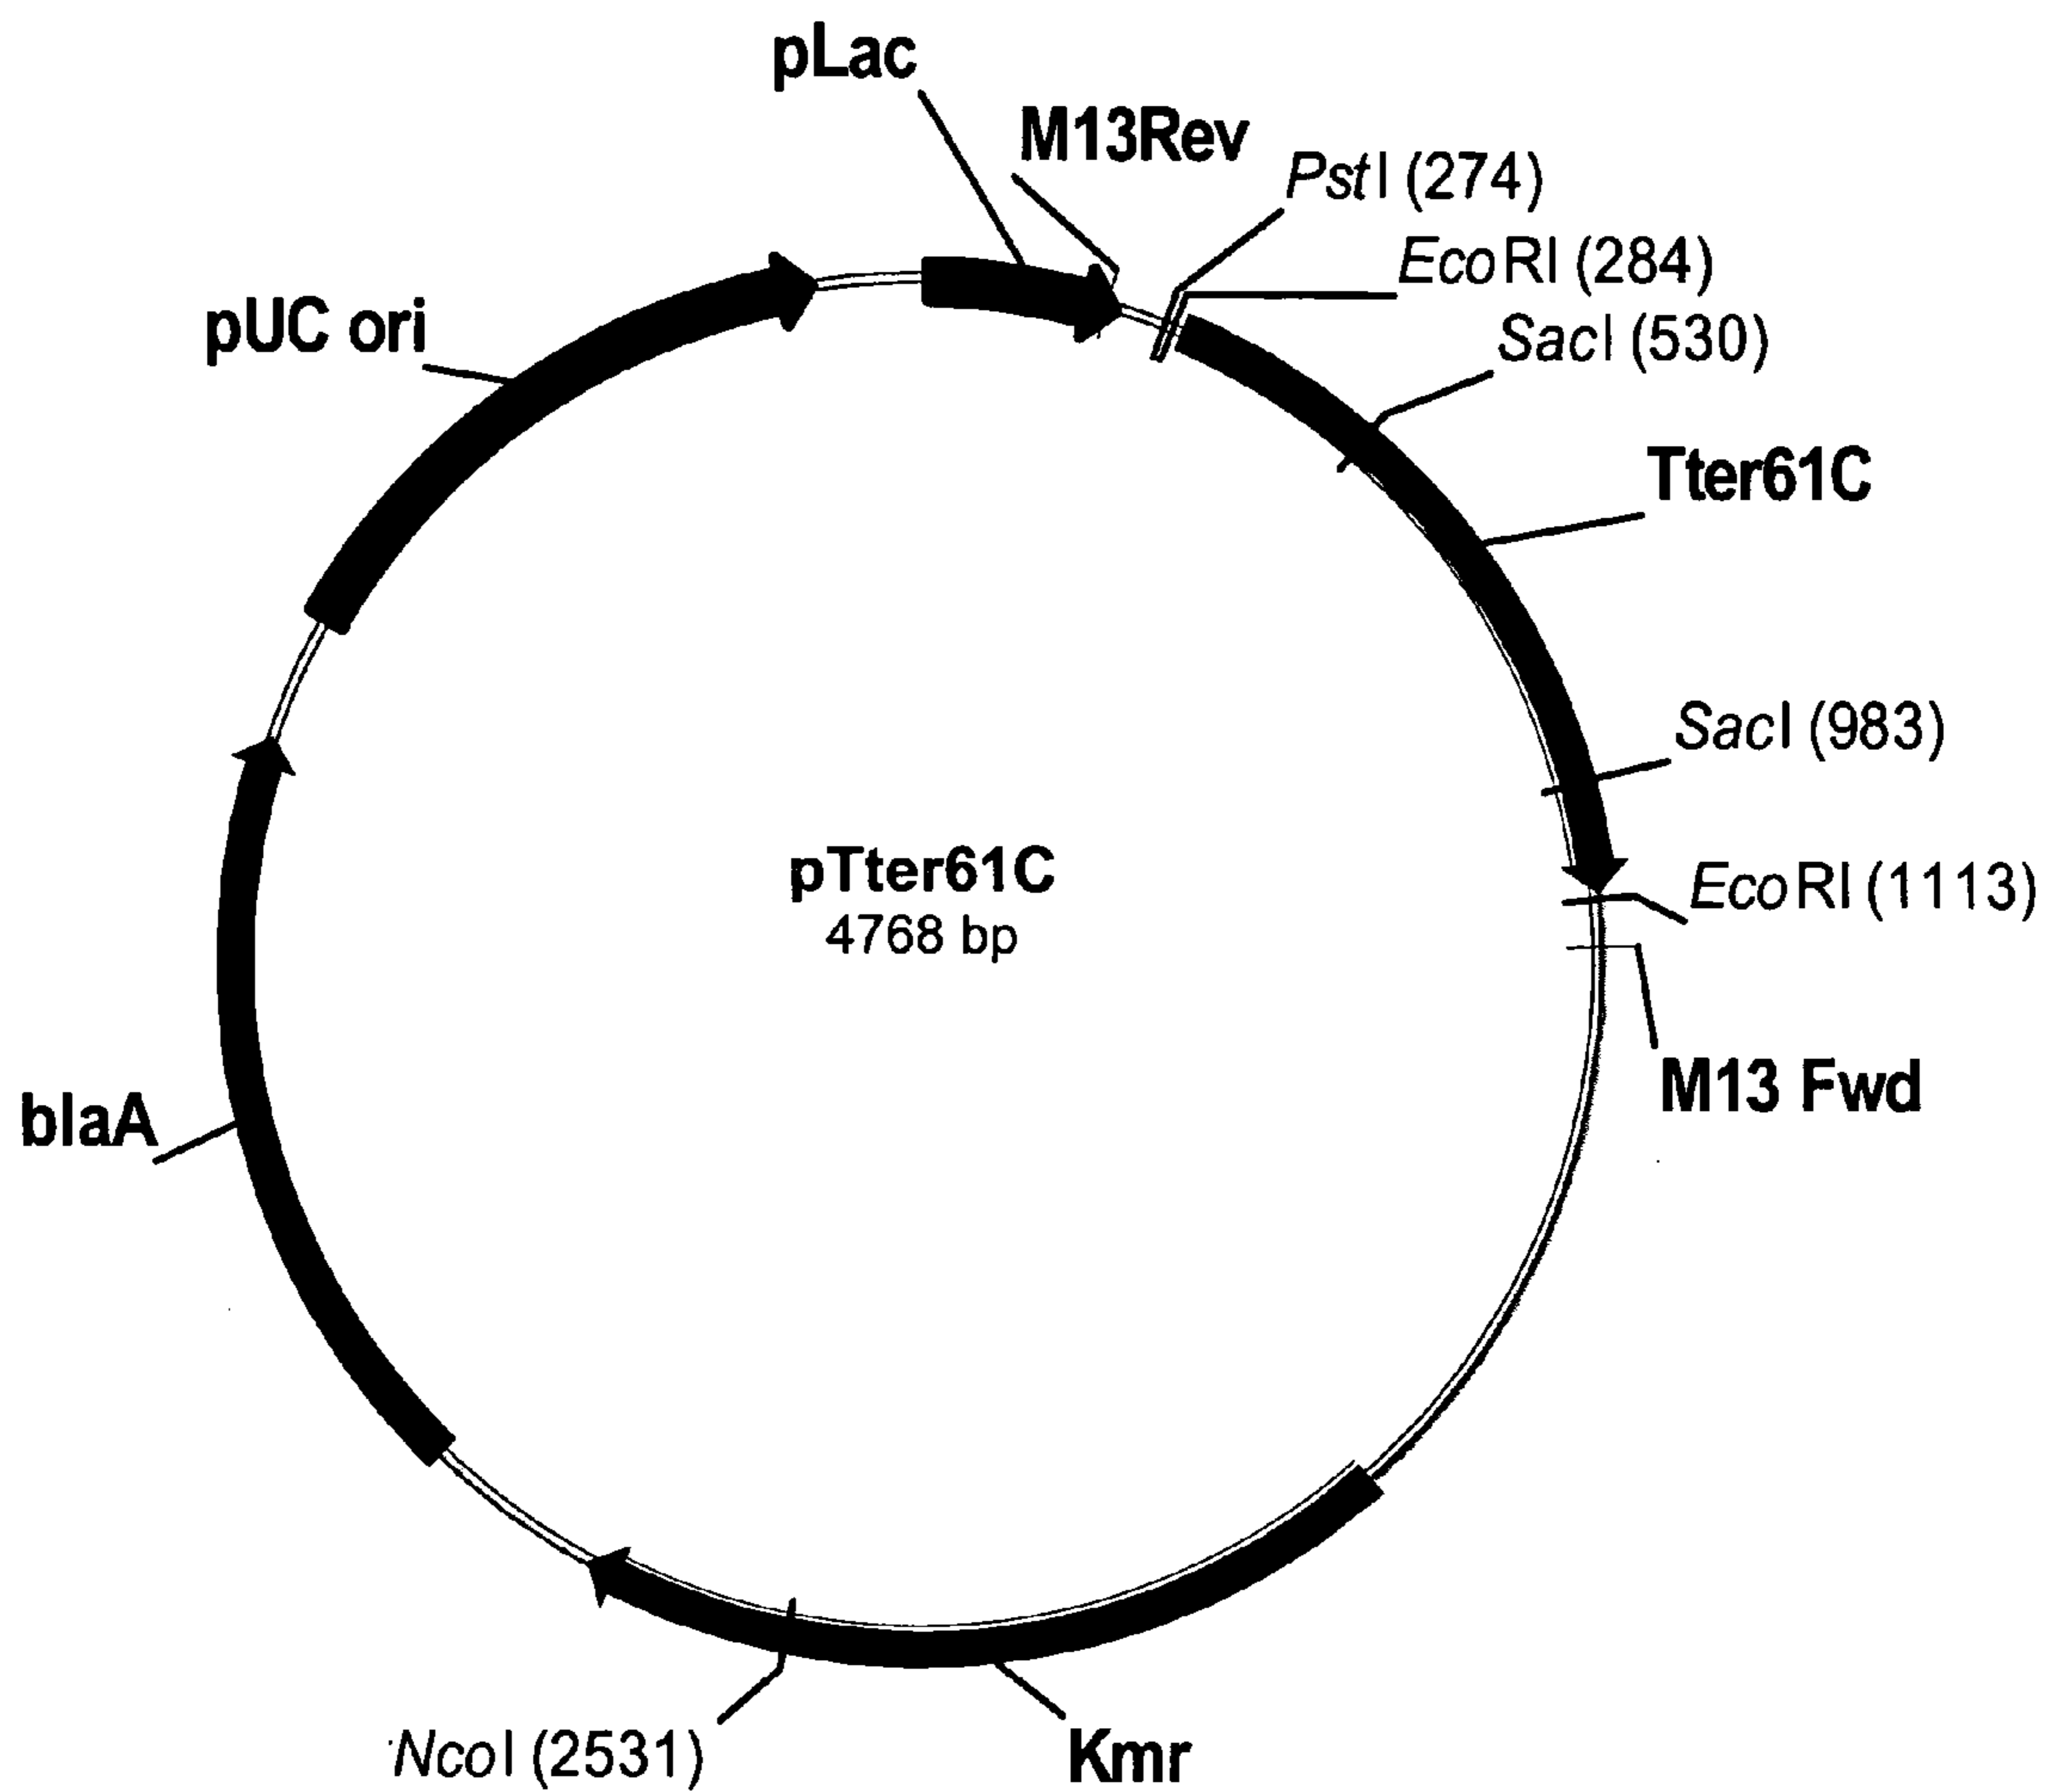 pLac
M13Rev
PstI (274)
EcoRI (284)
SacI (530)
pUC ori
Tter61C
SacI (983)
pTter61C
4768 bp
EcoRI (1113)
M13 Fwd
blaA
NcoI (2531)
Kmr